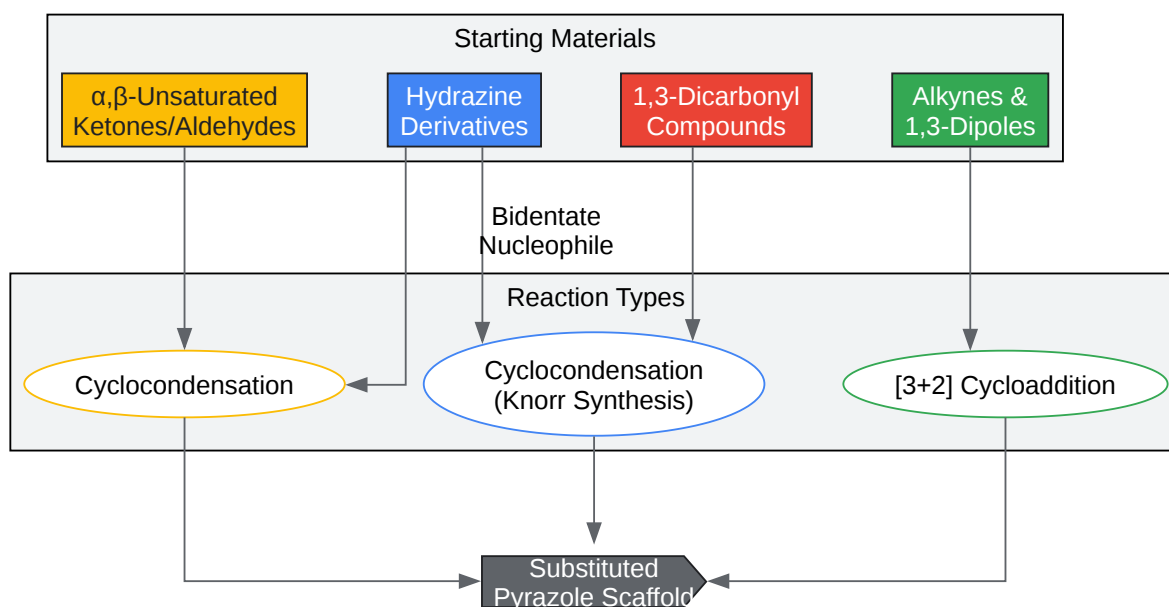 Starting Materials
α,β-Unsaturated
Ketones/Aldehydes
Hydrazine
Derivatives
1,3-Dicarbonyl
Compounds
Alkynes &
1,3-Dipoles
Bidentate
Nucleophile
Reaction Types
Cyclocondensation
Cyclocondensation
(Knorr Synthesis)
[3+2] Cycloaddition
Substituted
Pyrazole Scaffold